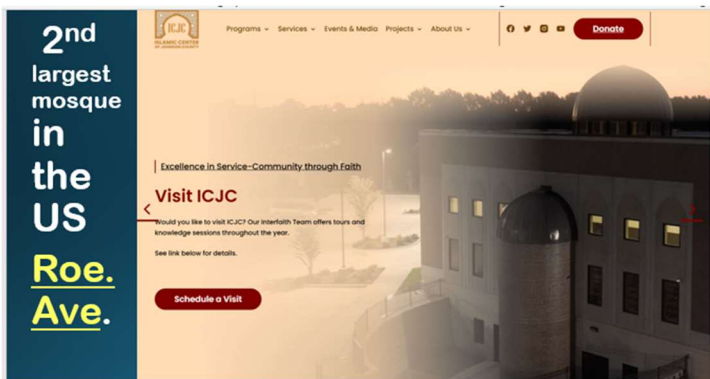 2nd
largest
mosque
in
the
US
Roe.
Ave.
ICJC
ISLAMIC CENTER
OF JOHNSON COUNTY
Programs Services Events & Media Projects About Us
Donate
Excellence in Service-Community through Faith
Visit ICJC
Would you like to visit ICJC? Our Interfaith Team offers tours and
knowledge sessions throughout the year.
See link below for details.
Schedule a Visit